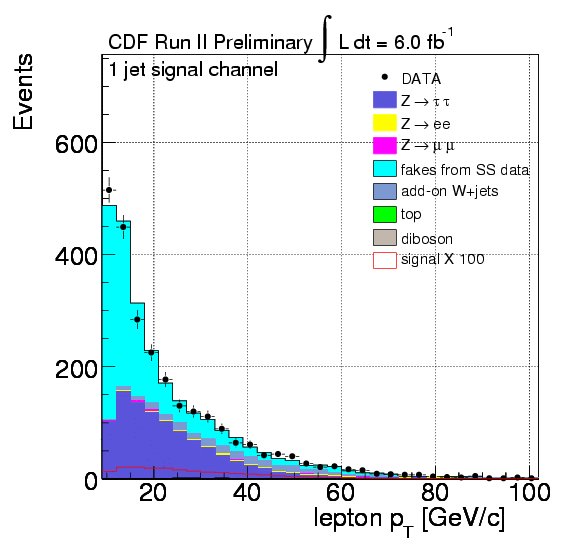 CDF Run II Preliminary ∫ L dt = 6.0 fb⁻¹
1 jet signal channel
Events
DATA
Z → τ τ
Z → ee
Z → μ μ
fakes from SS data
add-on W+jets
top
diboson
signal X 100
600
400
200
0
20 40 60 80 100
lepton p_T [GeV/c]